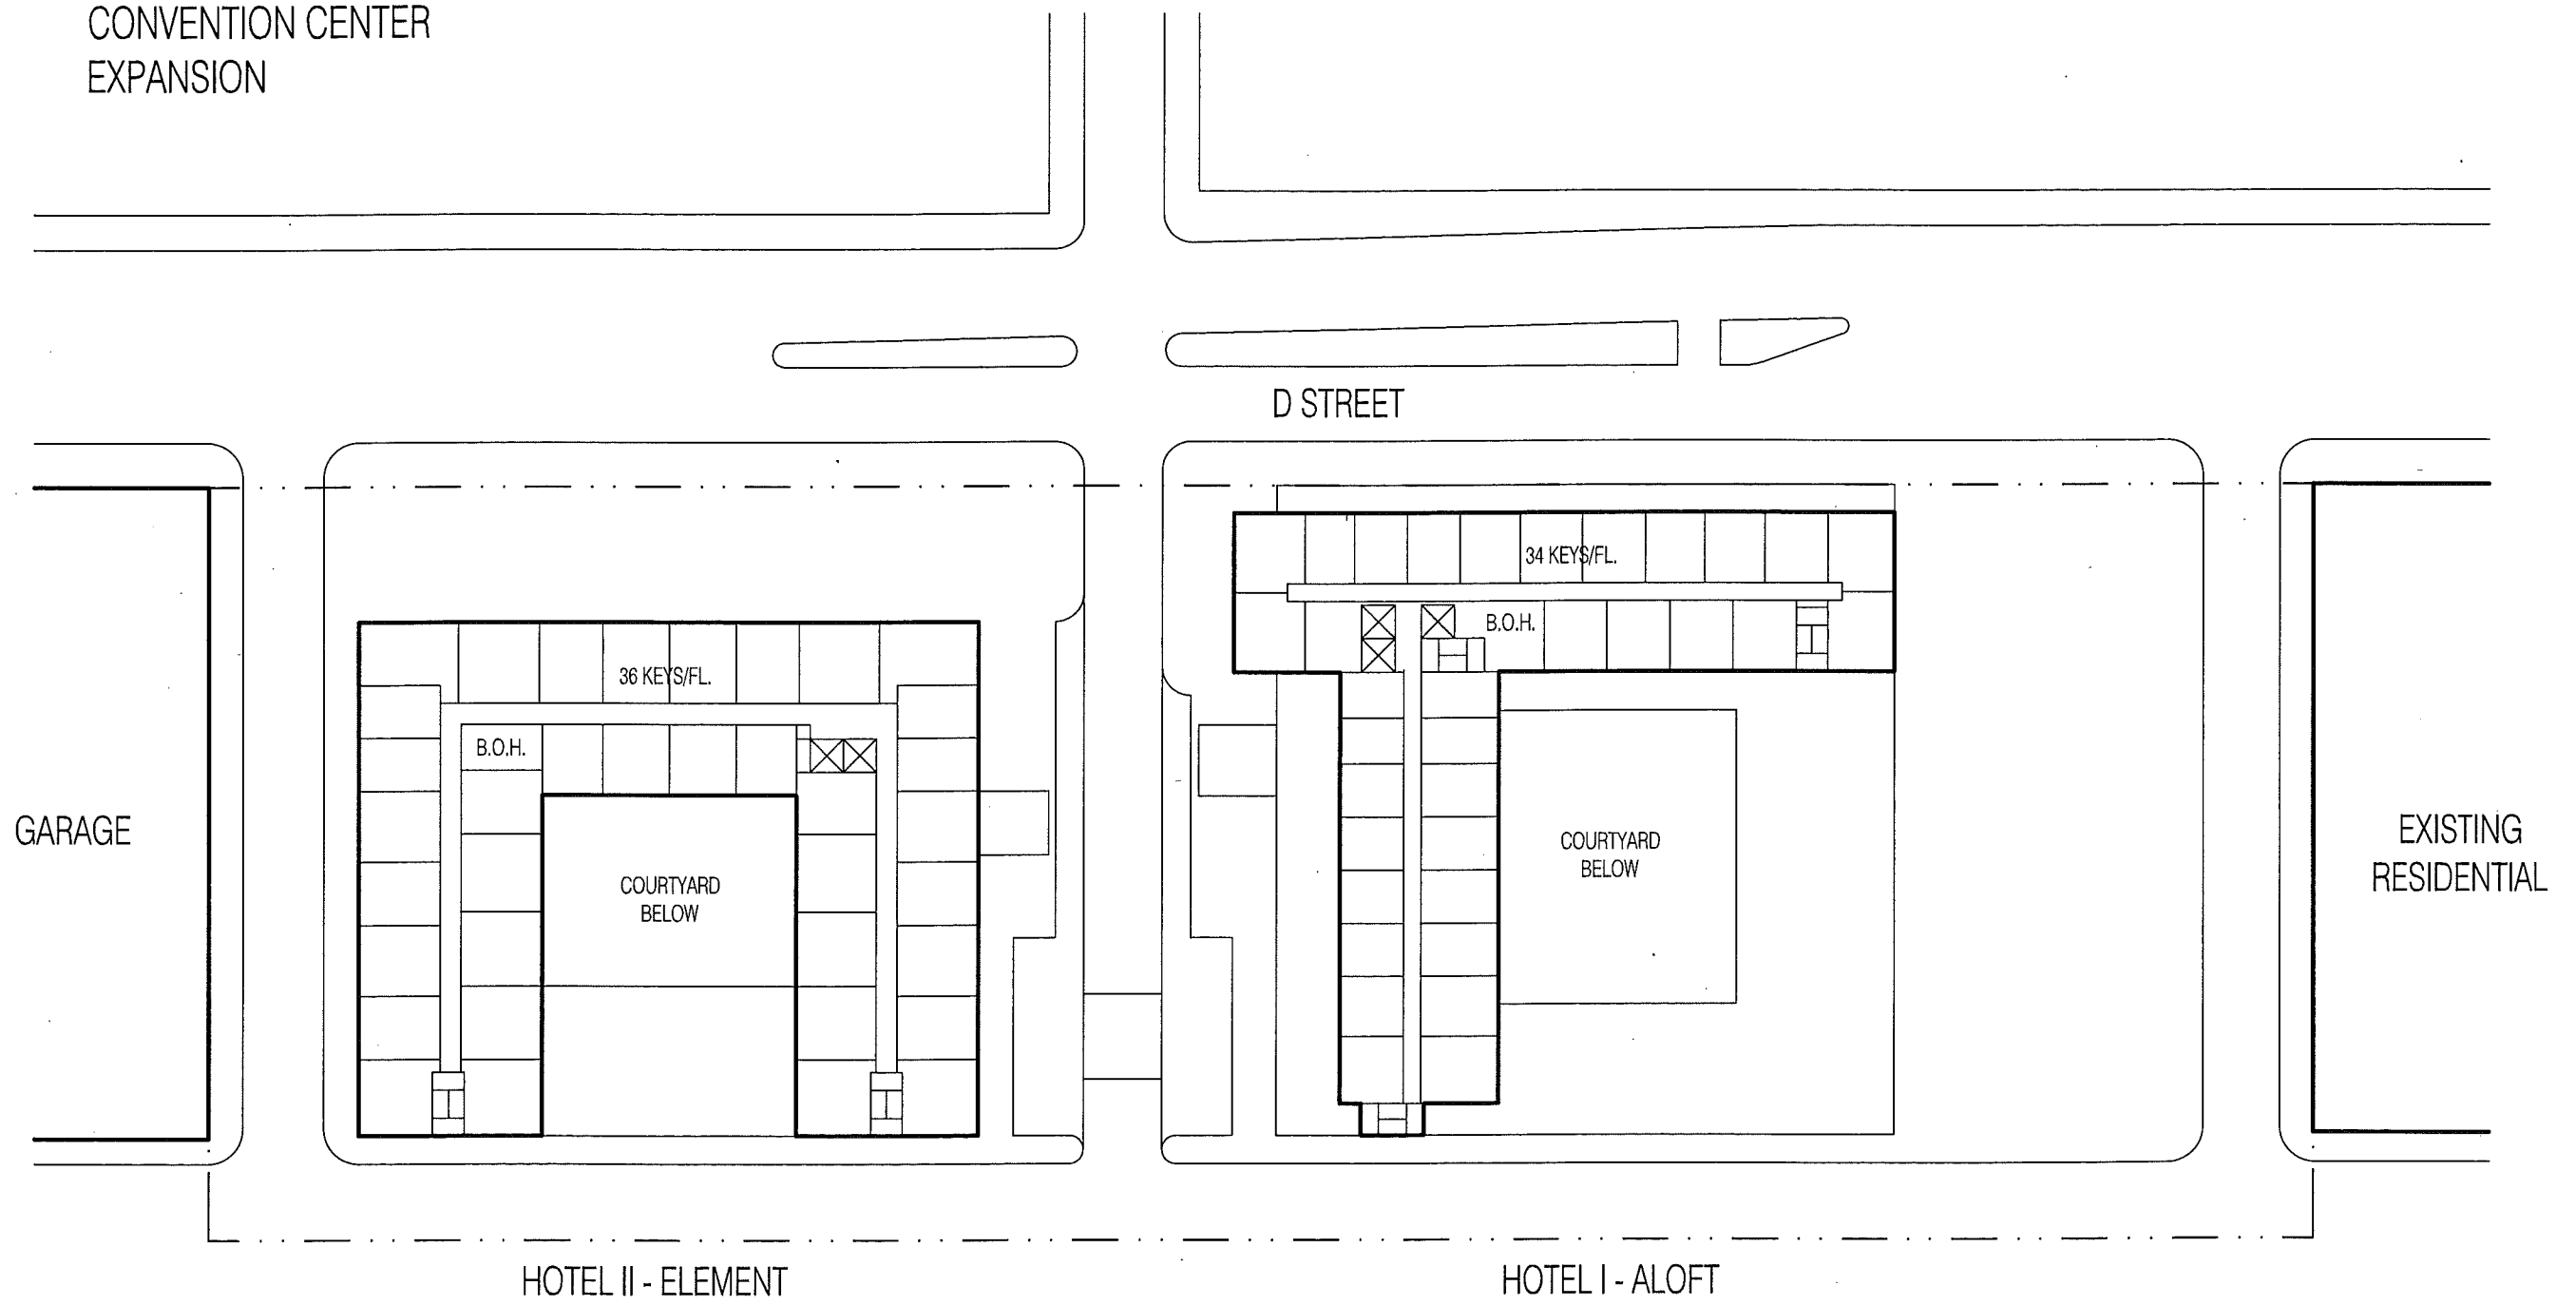 CONVENTION CENTER
EXPANSION
D STREET
34 KEYS/FL.
B.O.H.
36 KEYS/FL.
B.O.H.
GARAGE
COURTYARD
BELOW
COURTYARD
BELOW
EXISTING
RESIDENTIAL
HOTEL II - ELEMENT
HOTEL I - ALOFT